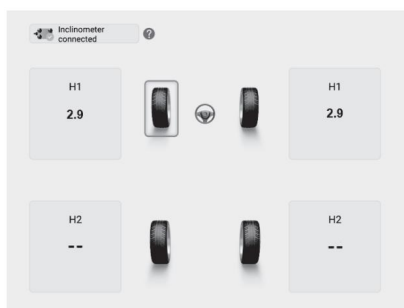 Inclinometer
connected
?
H1
2.9
H1
2.9
H2
--
H2
--